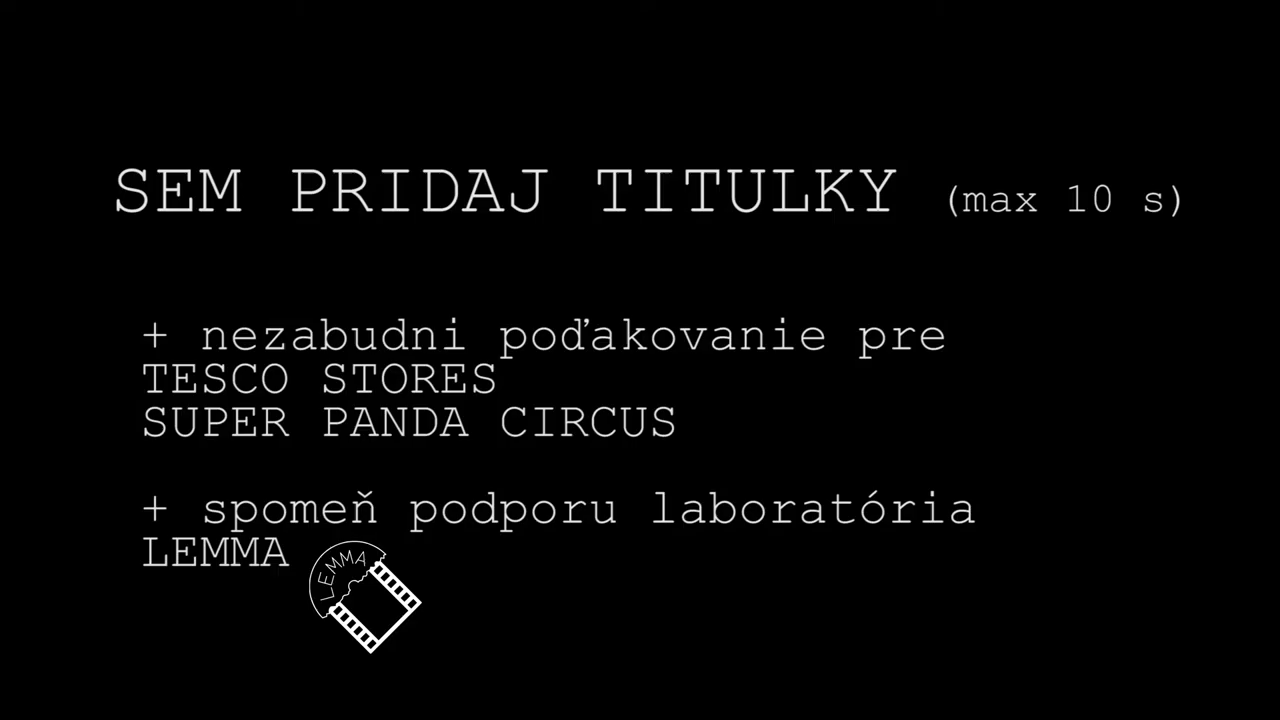 SEM PRIDAJ TITULKY (max 10 s)
+ nezabudni poďakovanie pre
TESCO STORES
SUPER PANDA CIRCUS
+ spomeň podporu laboratória
LEMMA
LEMMA